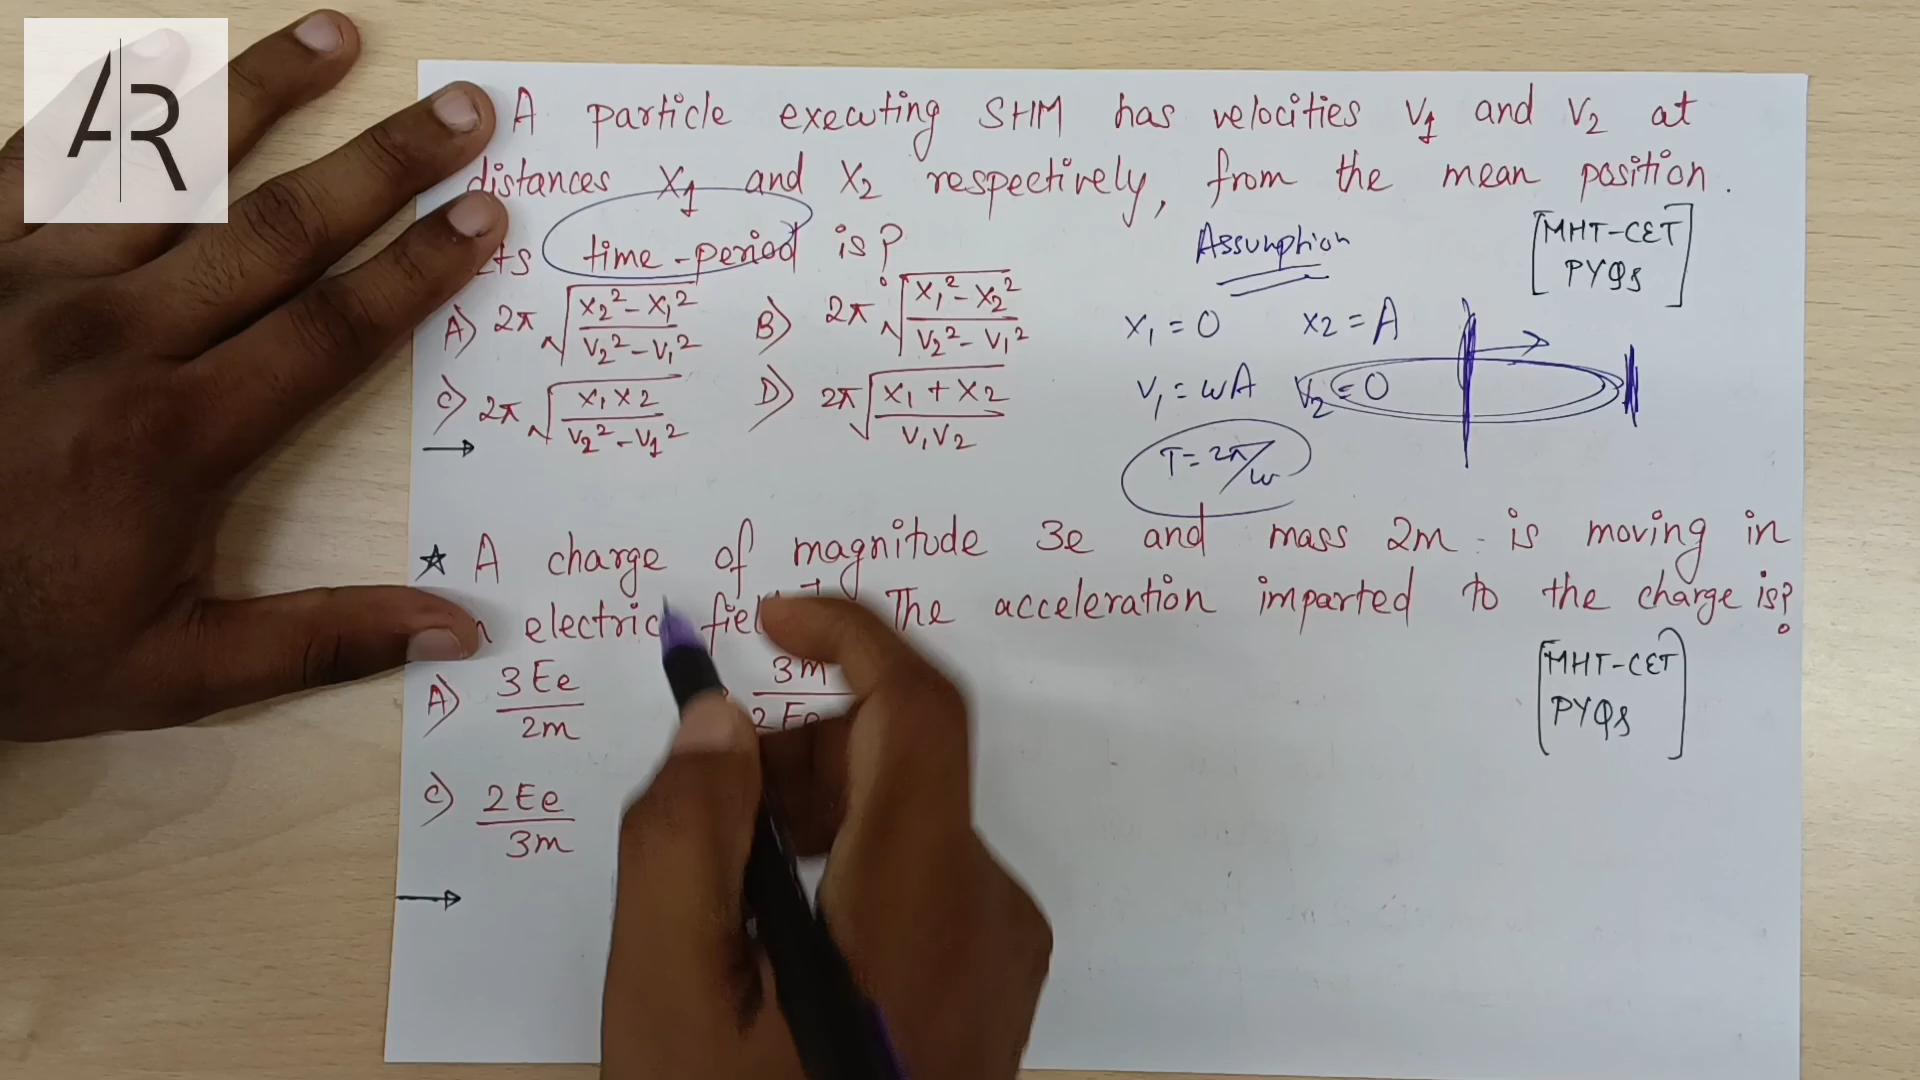 AR
A particle executing SHM has velocities v1 and v2 at
distances x1 and x2 respectively, from the mean position.
time-period is?
Assumption
[MHT-CET
PYQs]
A) 2π √(x2² - x1² / v2² - v1²)
B) 2π √(x1² - x2² / v2² - v1²)
x1 = 0
x2 = A
C) 2π √(x1 x2 / v2² - v1²)
D) 2π √(x1 + x2 / v1 v2)
v1 = wA
v2 = 0
T = 2π/w
→
☆ A charge of magnitude 3e and mass 2m is moving in
electric The acceleration imparted to the charge is?
[MHT-CET
PYQs]
A) 3Ee / 2m
3m / 2Ee
C) 2Ee / 3m
→